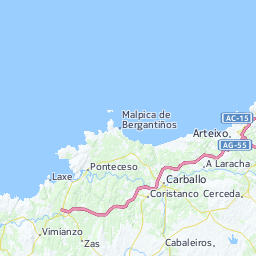 Malpica de
Bergantiños
AC-15
Arteixo
AG-55
A Laracha
Ponteceso
Laxe
Carballo
Coristanco
Cerceda
Vimianzo
Zas
Cabaleiros